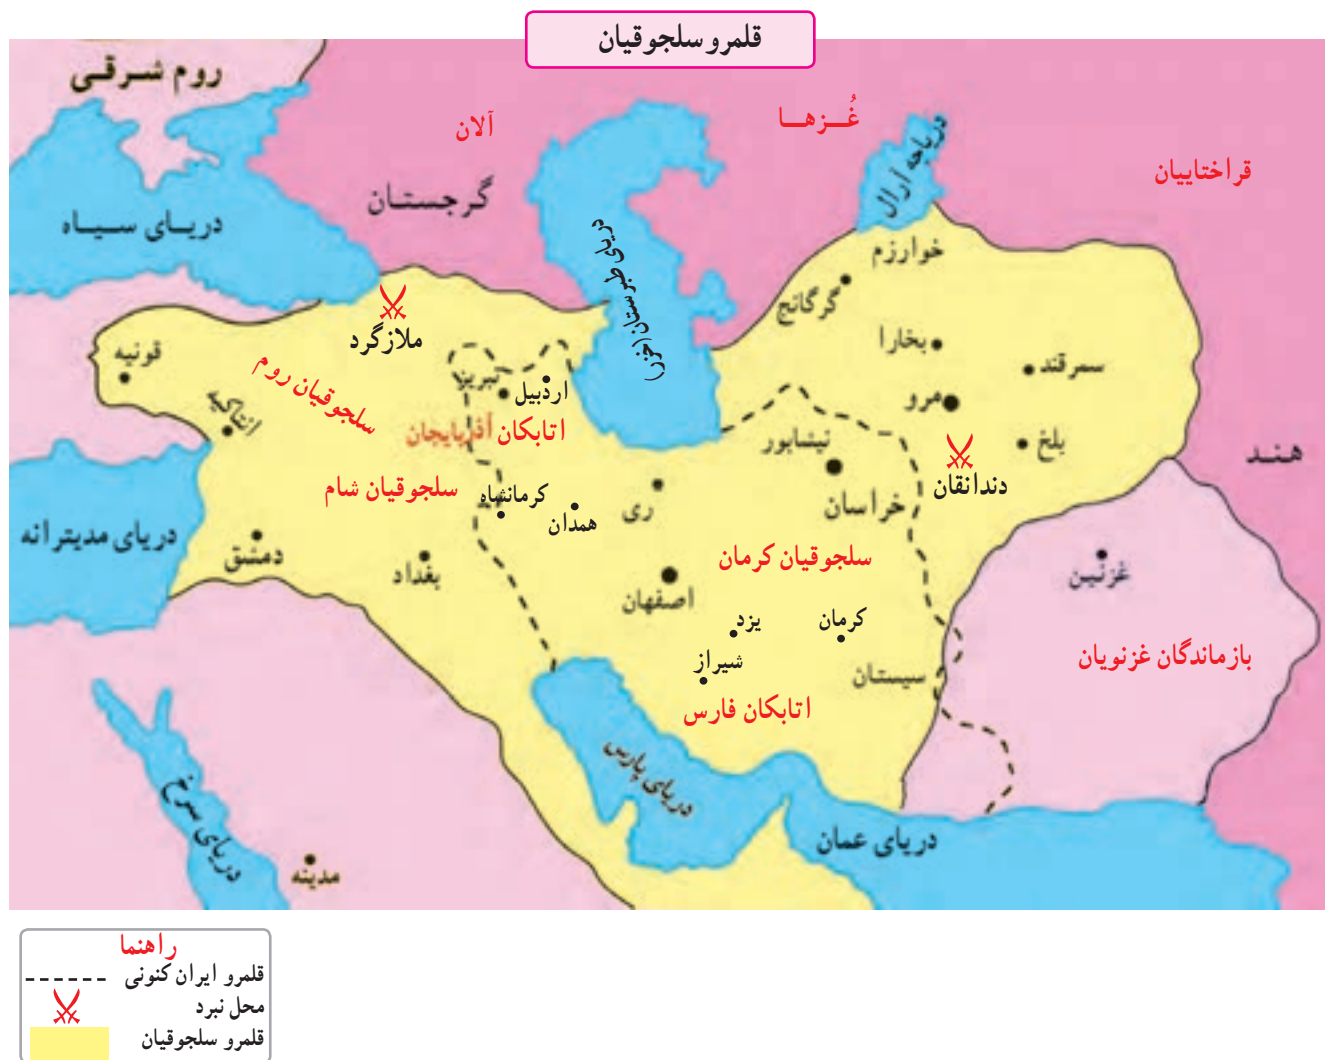 قلمرو سلجوقیان
روم شرقی
آلان
غُزها
دریاچه آرال
قراختاییان
گرجستان
دریای سیاه
دریای طبرستان (خزر)
خوارزم
گرگانج
ملازگرد
بخارا
سمرقند
قونیه
سلجوقیان روم
تبریز
اردبیل
مرو
انتاکیه
اتابکان آذربایجان
نیشابور
بلخ
هند
دندانقان
سلجوقیان شام
کرمانشاه
همدان
ری
خراسان
دریای مدیترانه
دمشق
بغداد
سلجوقیان کرمان
غزنین
اصفهان
یزد
کرمان
شیراز
سیستان
بازماندگان غزنویان
اتابکان فارس
دریای پارس
دریای سرخ
دریای عمان
مدینه
راهنما
قلمرو ایران کنونی
محل نبرد
قلمرو سلجوقیان